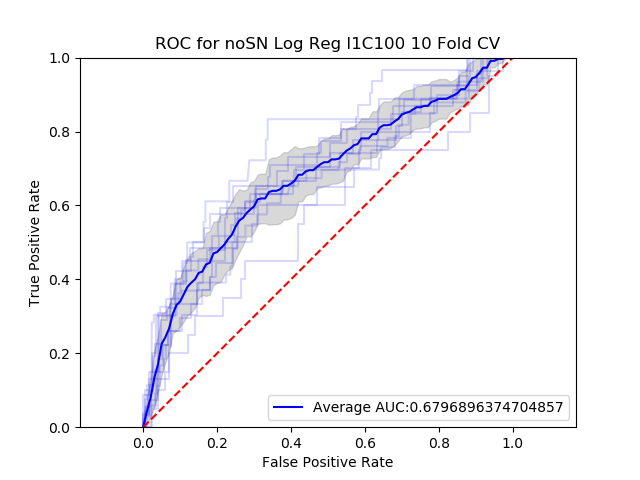 ROC for noSN Log Reg l1C100 10 Fold CV
True Positive Rate
1.0
0.8
0.6
0.4
0.2
0.0
Average AUC:0.6796896374704857
0.0 0.2 0.4 0.6 0.8 1.0
False Positive Rate